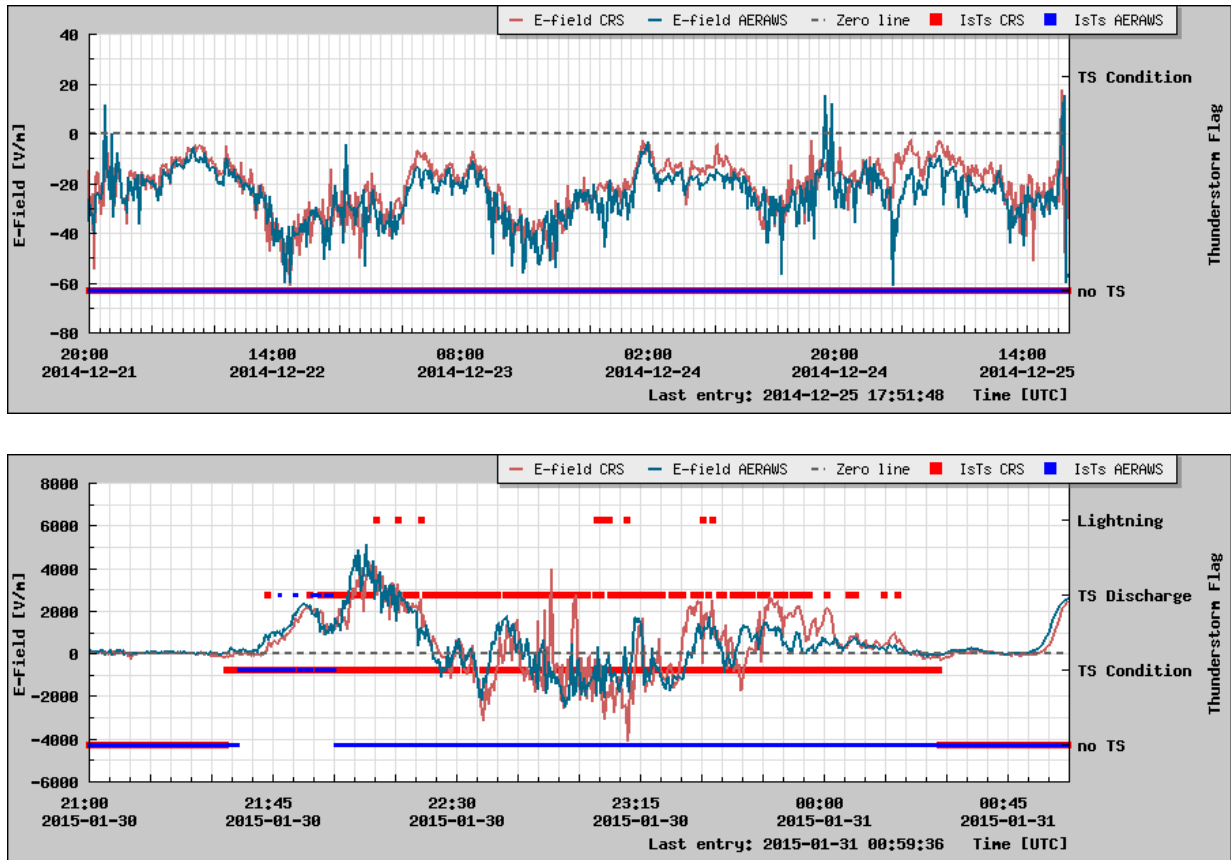 E-field CRS E-field AERAWS Zero line IsTs CRS IsTs AERAWS
40
20
0
-20
-40
-60
-80
E-Field [V/m]
TS Condition
no TS
Thunderstorn Flag
20:00 14:00 08:00 02:00 20:00 14:00
2014-12-21 2014-12-22 2014-12-23 2014-12-24 2014-12-24 2014-12-25
Last entry: 2014-12-25 17:51:48 Time [UTC]
E-field CRS E-field AERAWS Zero line IsTs CRS IsTs AERAWS
8000
6000
4000
2000
0
-2000
-4000
-6000
E-Field [V/m]
Lightning
TS Discharge
TS Condition
no TS
Thunderstorn Flag
21:00 21:45 22:30 23:15 00:00 00:45
2015-01-30 2015-01-30 2015-01-30 2015-01-30 2015-01-31 2015-01-31
Last entry: 2015-01-31 00:59:36 Time [UTC]